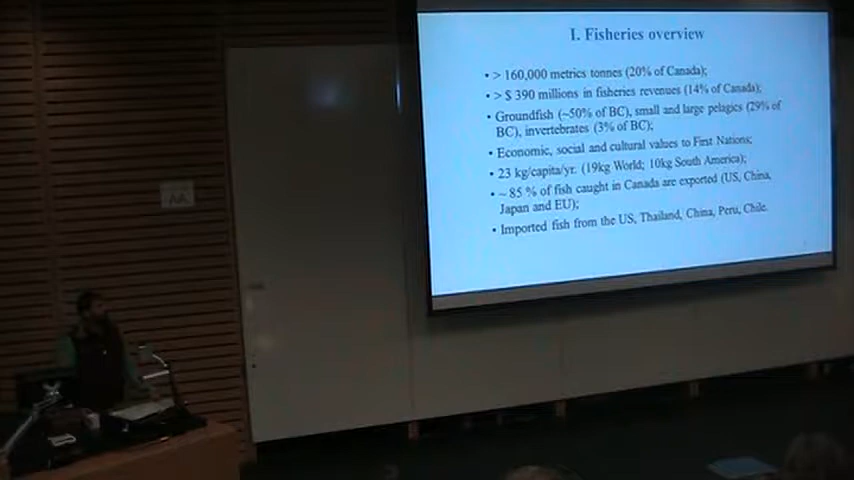 I. Fisheries overview
• > 160,000 metrics tonnes (20% of Canada);
• > $ 390 millions in fisheries revenues (14% of Canada);
• Groundfish (~50% of BC), small and large pelagics (29% of
BC), invertebrates (3% of BC);
• Economic, social and cultural values to First Nations;
• 23 kg/capita/yr. (19kg World; 10kg South America);
• ~ 85 % of fish caught in Canada are exported (US, China,
Japan and EU);
• Imported fish from the US, Thailand, China, Peru, Chile.